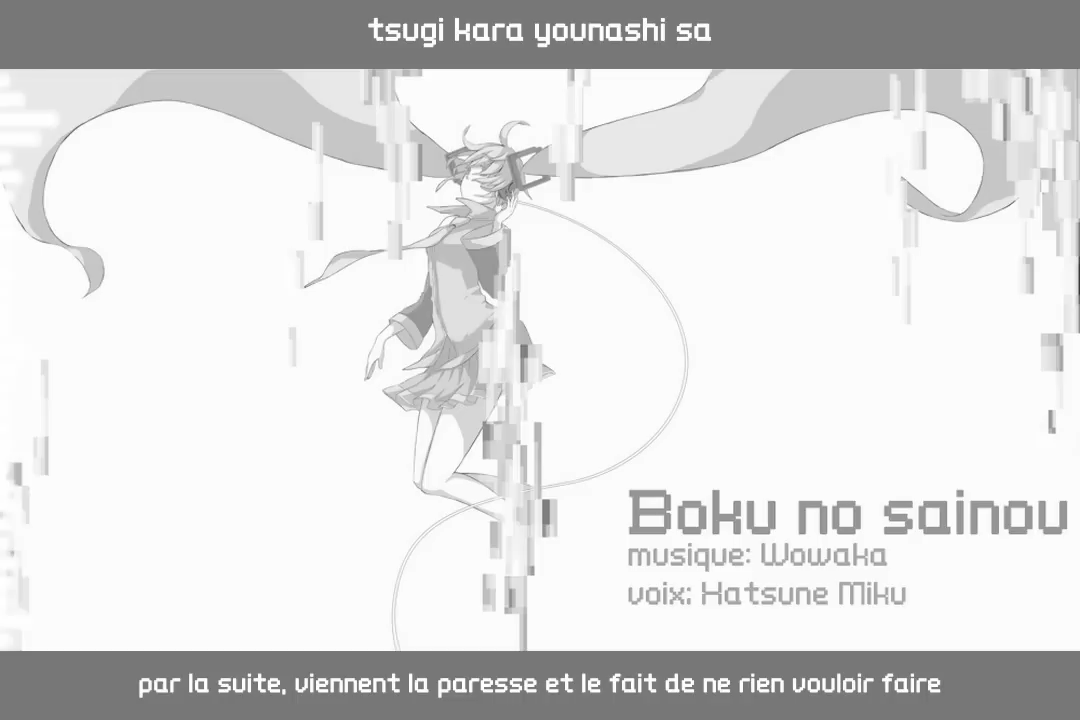 tsugi kara younashi sa
Boku no sainou
musique: Wowaka
voix: Hatsune Miku
par la suite, viennent la paresse et le fait de ne rien vouloir faire